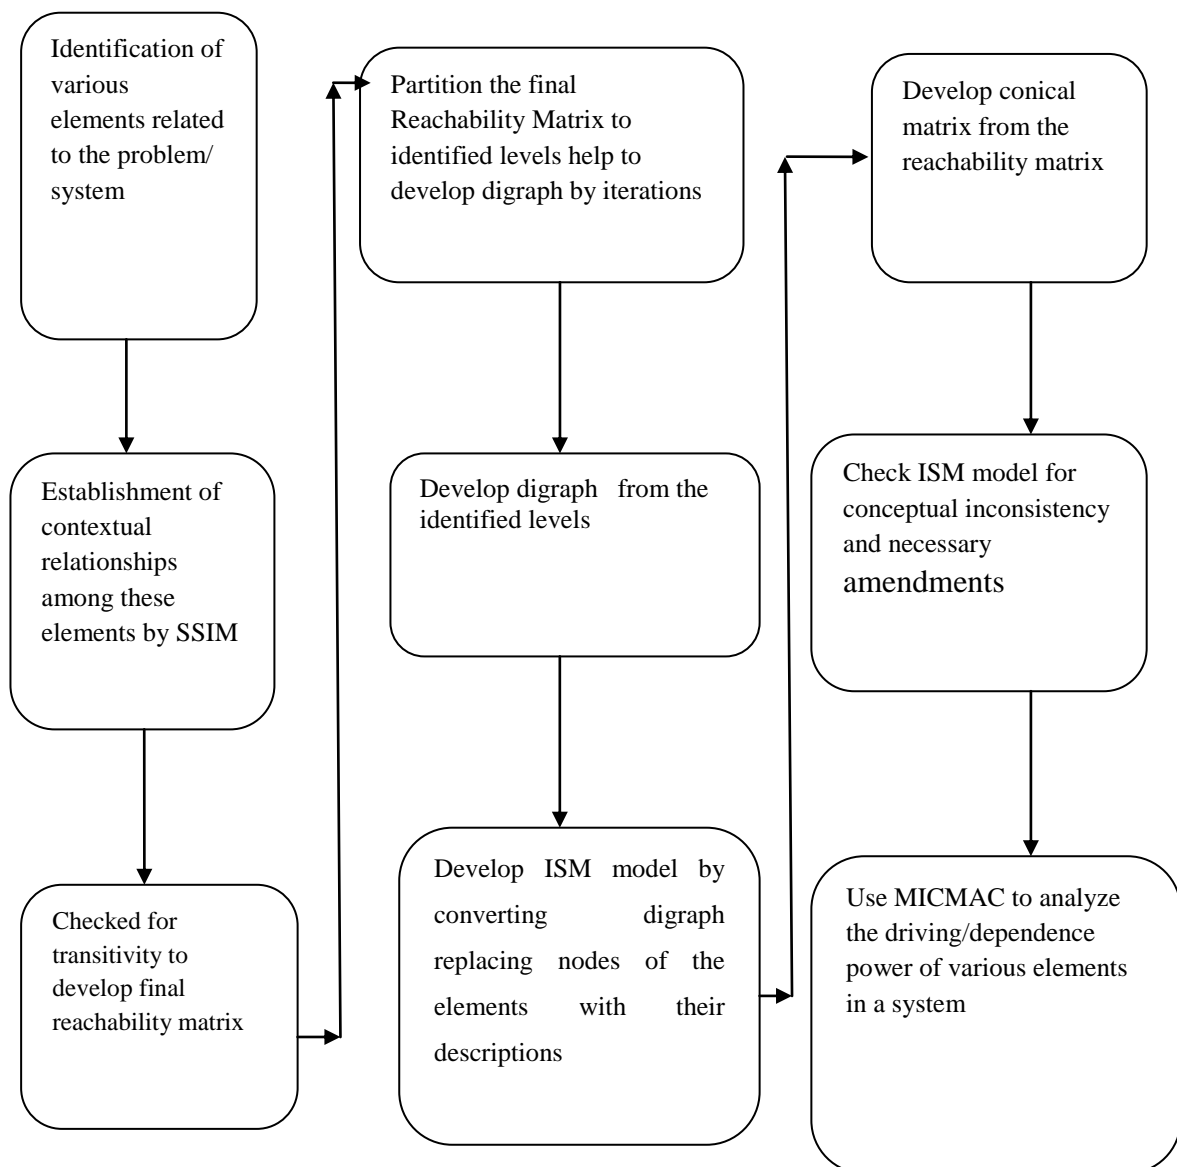 Identification of
various
elements related
to the problem/
system
Establishment of
contextual
relationships
among these
elements by SSIM
Checked for
transitivity to
develop final
reachability matrix
Partition the final
Reachability Matrix to
identified levels help to
develop digraph by iterations
Develop digraph from the
identified levels
Develop ISM model by
converting digraph
replacing nodes of the
elements with their
descriptions
Develop conical
matrix from the
reachability matrix
Check ISM model for
conceptual inconsistency
and necessary
amendments
Use MICMAC to analyze
the driving/dependence
power of various elements
in a system